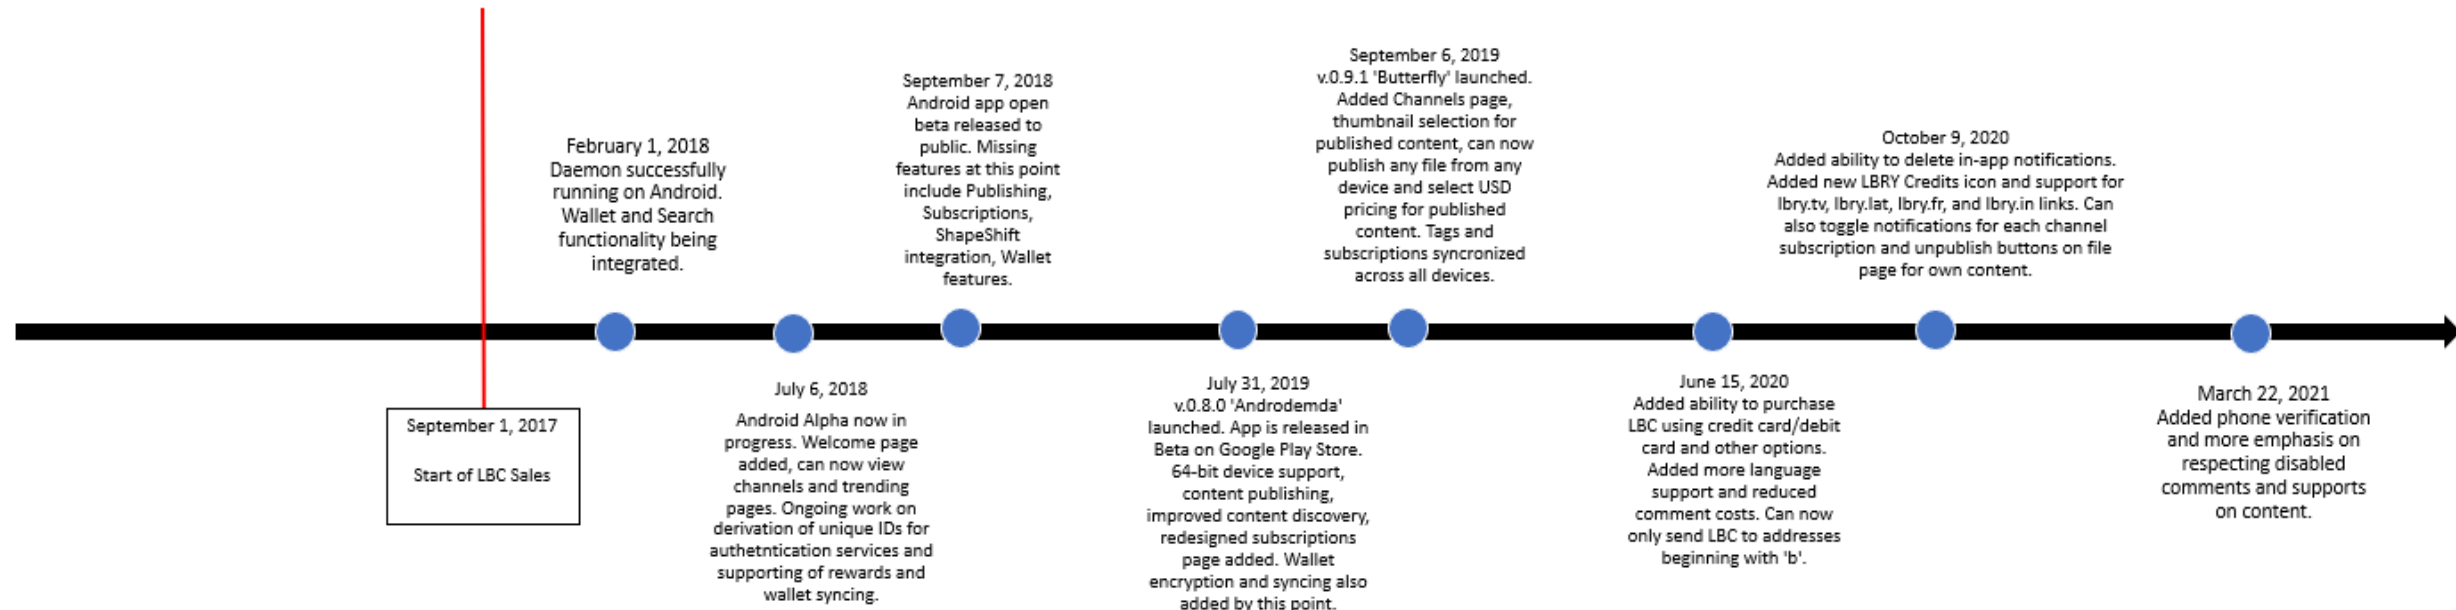 September 1, 2017
Start of LBC Sales
February 1, 2018
Daemon successfully
running on Android.
Wallet and Search
functionality being
integrated.
July 6, 2018
Android Alpha now in
progress. Welcome page
added, can now view
channels and trending
pages. Ongoing work on
derivation of unique IDs for
authetntication services and
supporting of rewards and
wallet syncing.
September 7, 2018
Android app open
beta released to
public. Missing
features at this point
include Publishing,
Subscriptions,
ShapeShift
integration, Wallet
features.
July 31, 2019
v.0.8.0 'Androdemda'
launched. App is released in
Beta on Google Play Store.
64-bit device support,
content publishing,
improved content discovery,
redesigned subscriptions
page added. Wallet
encryption and syncing also
added by this point.
September 6, 2019
v.0.9.1 'Butterfly' launched.
Added Channels page,
thumbnail selection for
published content, can now
publish any file from any
device and select USD
pricing for published
content. Tags and
subscriptions syncronized
across all devices.
June 15, 2020
Added ability to purchase
LBC using credit card/debit
card and other options.
Added more language
support and reduced
comment costs. Can now
only send LBC to addresses
beginning with 'b'.
October 9, 2020
Added ability to delete in-app notifications.
Added new LBRY Credits icon and support for
lbry.tv, lbry.lat, lbry.fr, and lbry.in links. Can
also toggle notifications for each channel
subscription and unpublish buttons on file
page for own content.
March 22, 2021
Added phone verification
and more emphasis on
respecting disabled
comments and supports
on content.